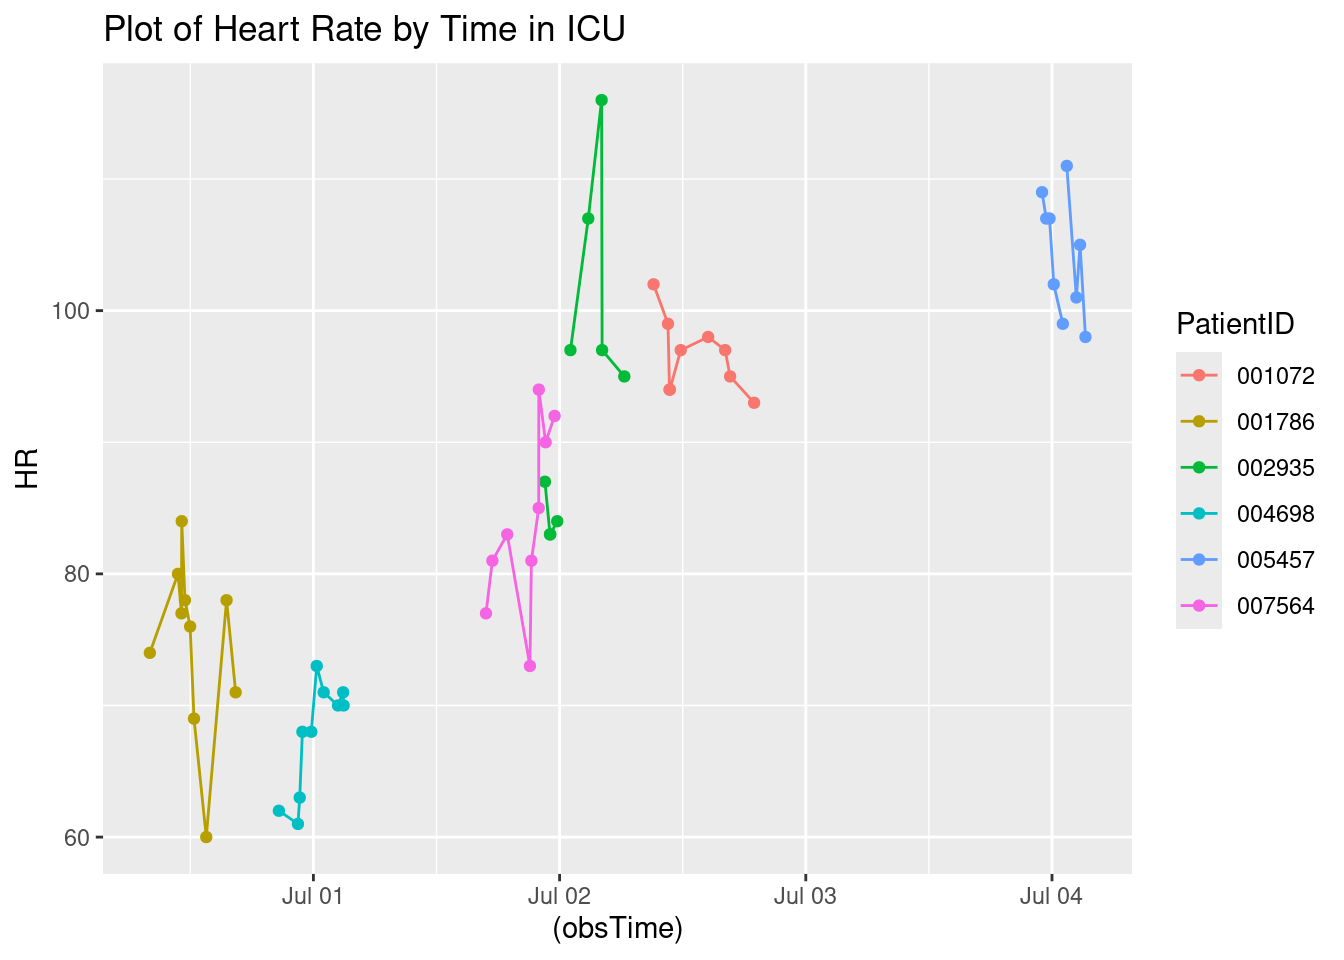 Plot of Heart Rate by Time in ICU
HR
100
80
60
Jul 01
Jul 02
Jul 03
Jul 04
(obsTime)
PatientID
001072
001786
002935
004698
005457
007564